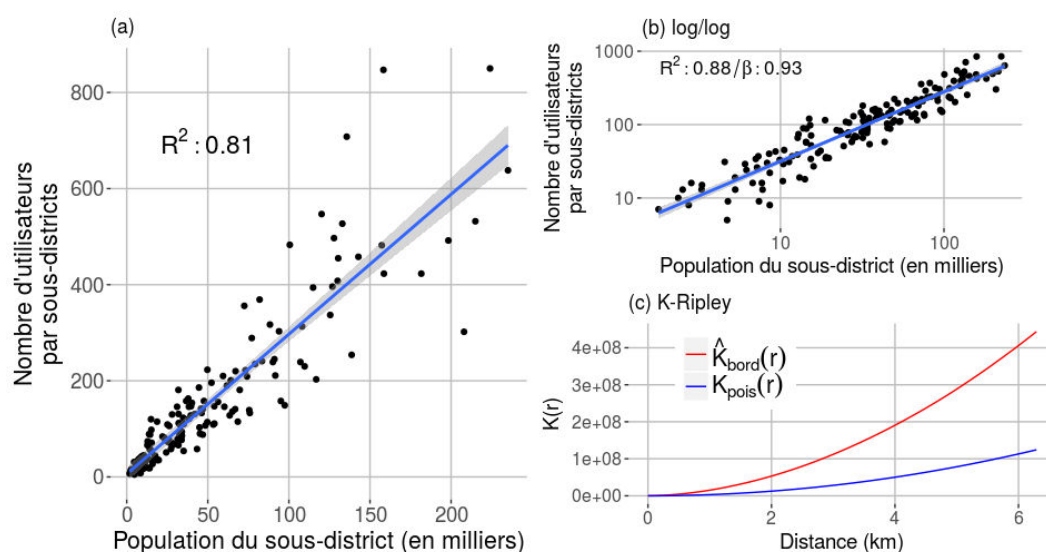 (a)
R² : 0.81
800
600
400
200
0
0
50
100
150
200
Nombre d'utilisateurs
par sous-districts
Population du sous-district (en milliers)
(b) log/log
R² : 0.88/β : 0.93
1000
100
10
10
100
Nombre d'utilisateurs
par sous-districts
Population du sous-district (en milliers)
(c) K-Ripley
K̂bord(r)
Kpois(r)
4e+08
3e+08
2e+08
1e+08
0e+00
0
2
4
6
K(r)
Distance (km)